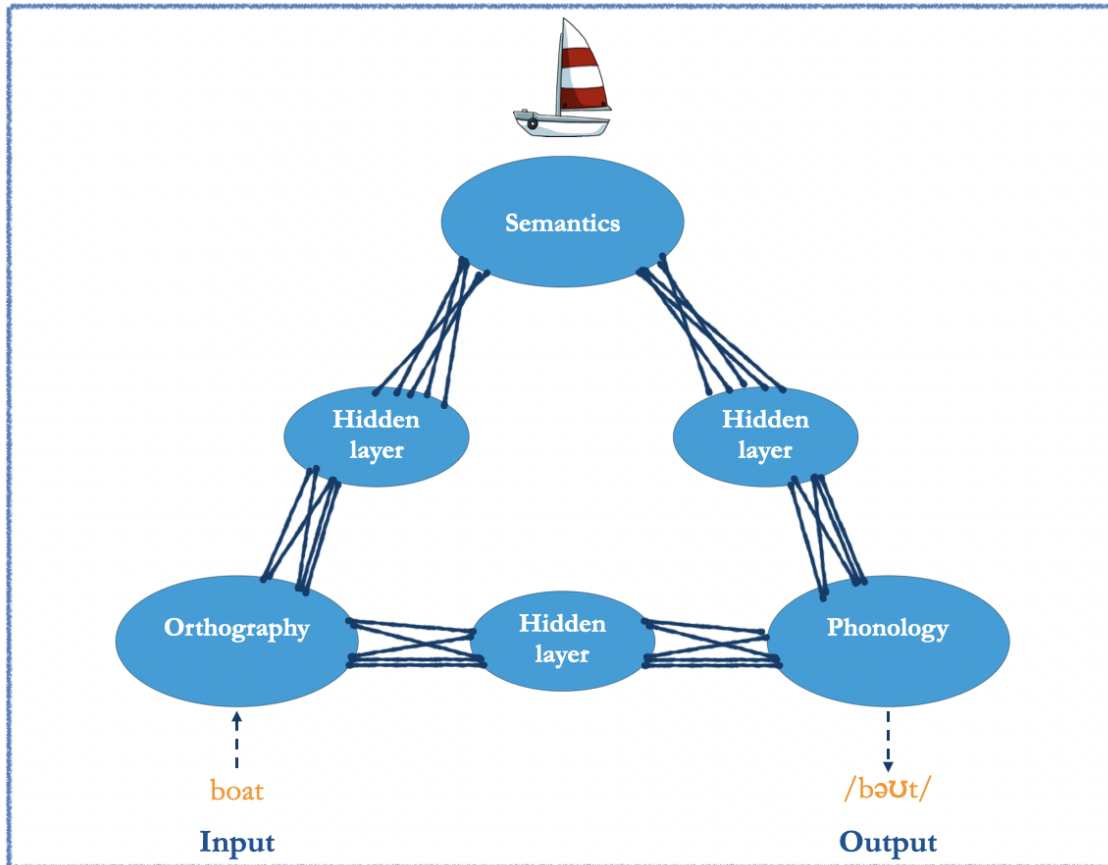 Semantics
Hidden
layer
Hidden
layer
Orthography
Hidden
layer
Phonology
boat
/bəʊt/
Input
Output